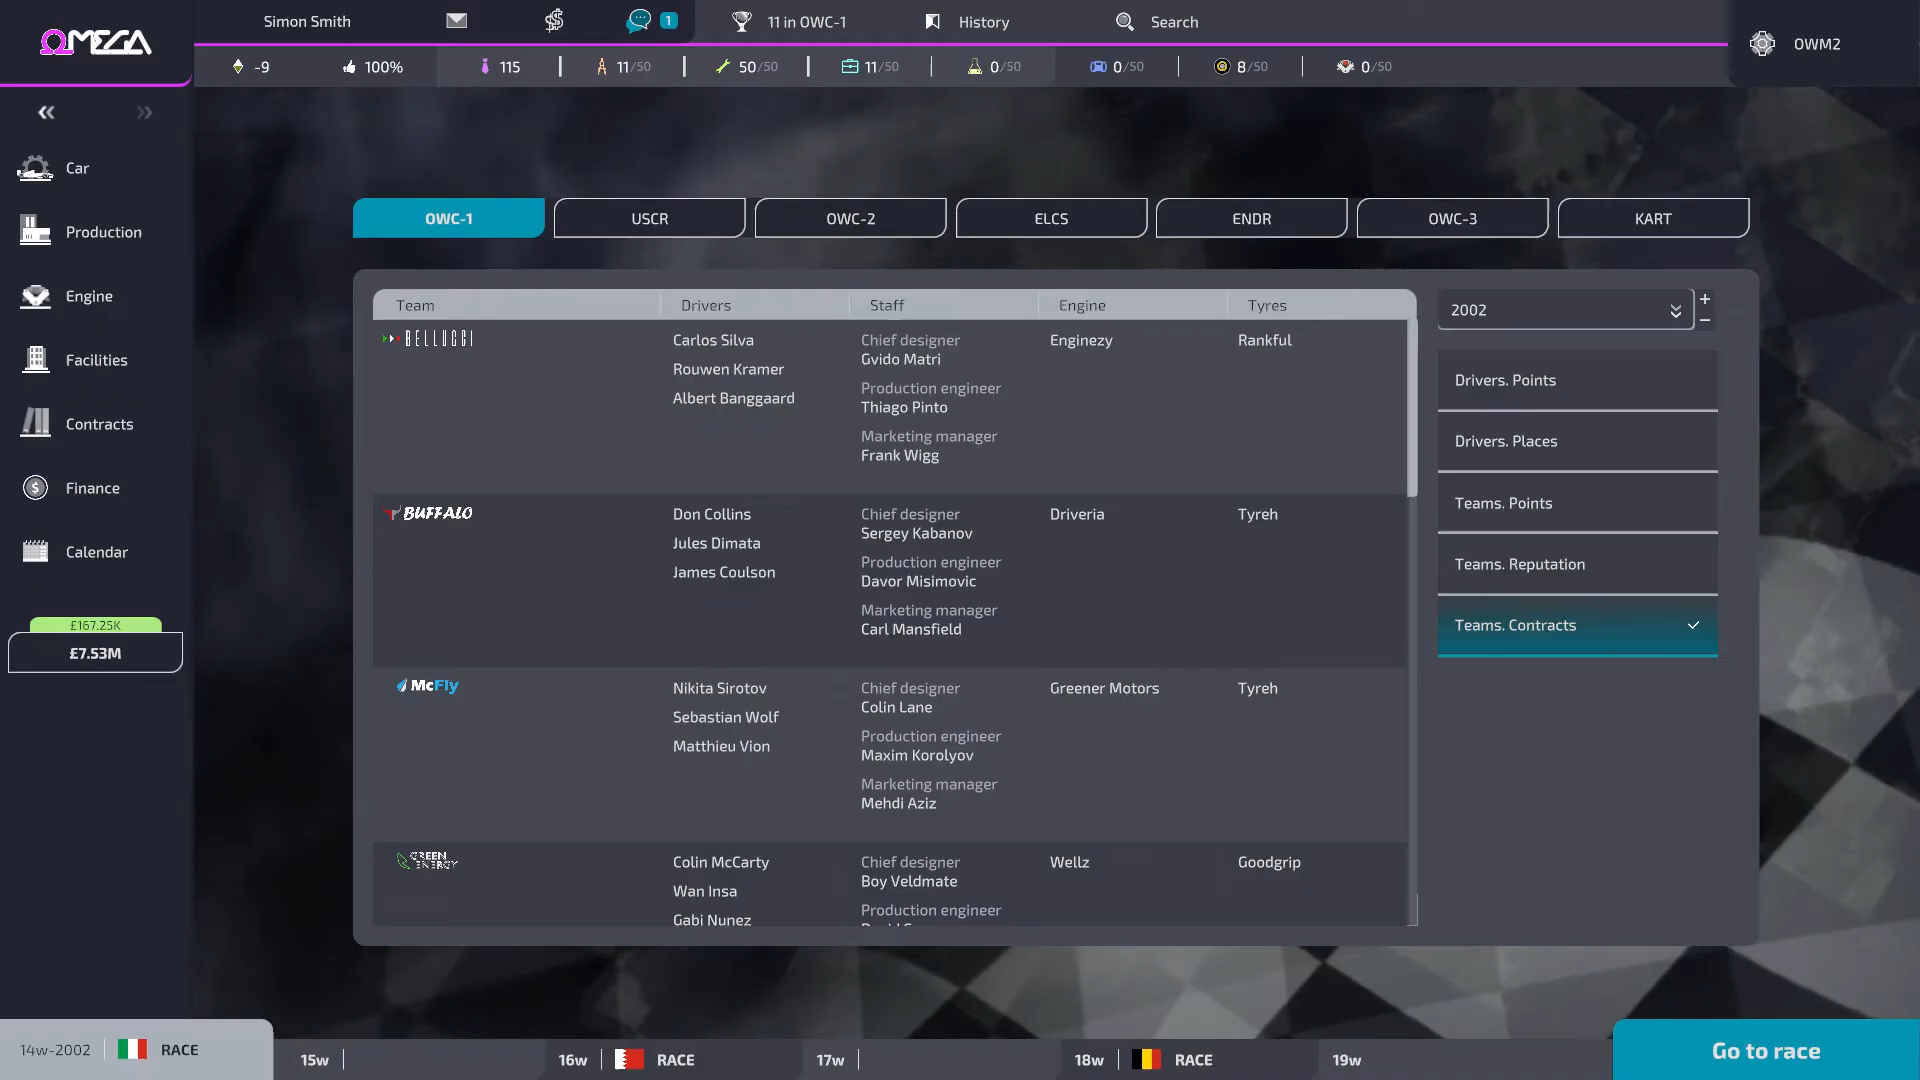 OMEGA
Simon Smith
1
11 in OWC-1
History
Search
OWM2
-9
100%
115
11/50
50/50
11/50
0/50
0/50
8/50
0/50
Car
Production
Engine
Facilities
Contracts
Finance
Calendar
£167.25K
£7.53M
OWC-1
USCR
OWC-2
ELCS
ENDR
OWC-3
KART
Team
Drivers
Staff
Engine
Tyres
BELLUCCI
Carlos Silva
Rouwen Kramer
Albert Banggaard
Chief designer
Gvido Matri
Production engineer
Thiago Pinto
Marketing manager
Frank Wigg
Enginezy
Rankful
BUFFALO
Don Collins
Jules Dimata
James Coulson
Chief designer
Sergey Kabanov
Production engineer
Davor Misimovic
Marketing manager
Carl Mansfield
Driveria
Tyreh
McFly
Nikita Sirotov
Sebastian Wolf
Matthieu Vion
Chief designer
Colin Lane
Production engineer
Maxim Korolyov
Marketing manager
Mehdi Aziz
Greener Motors
Tyreh
GREEN
ENERGY
Colin McCarty
Wan Insa
Gabi Nunez
Chief designer
Boy Veldmate
Production engineer
Wellz
Goodgrip
2002
+
−
Drivers. Points
Drivers. Places
Teams. Points
Teams. Reputation
Teams. Contracts
14w-2002
RACE
15w
16w
RACE
17w
18w
RACE
19w
Go to race